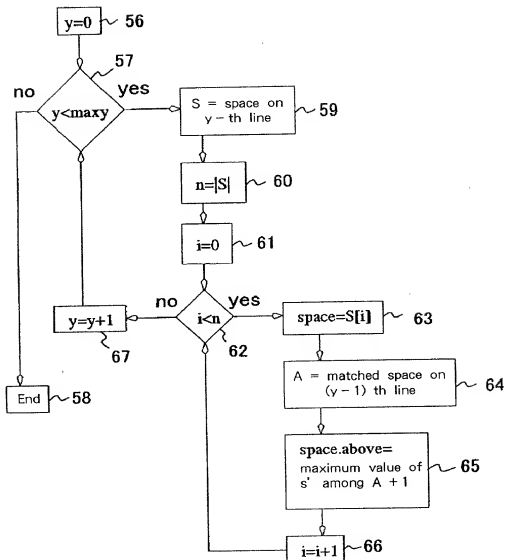 y=0
56
57
no
yes
y<maxy
S = space on
y - th line
59
n=|S|
60
i=0
61
no
yes
i<n
62
y=y+1
67
space=S[i]
63
A = matched space on
(y - 1) th line
64
End
58
space.above=
maximum value of
s' among A + 1
65
i=i+1
66